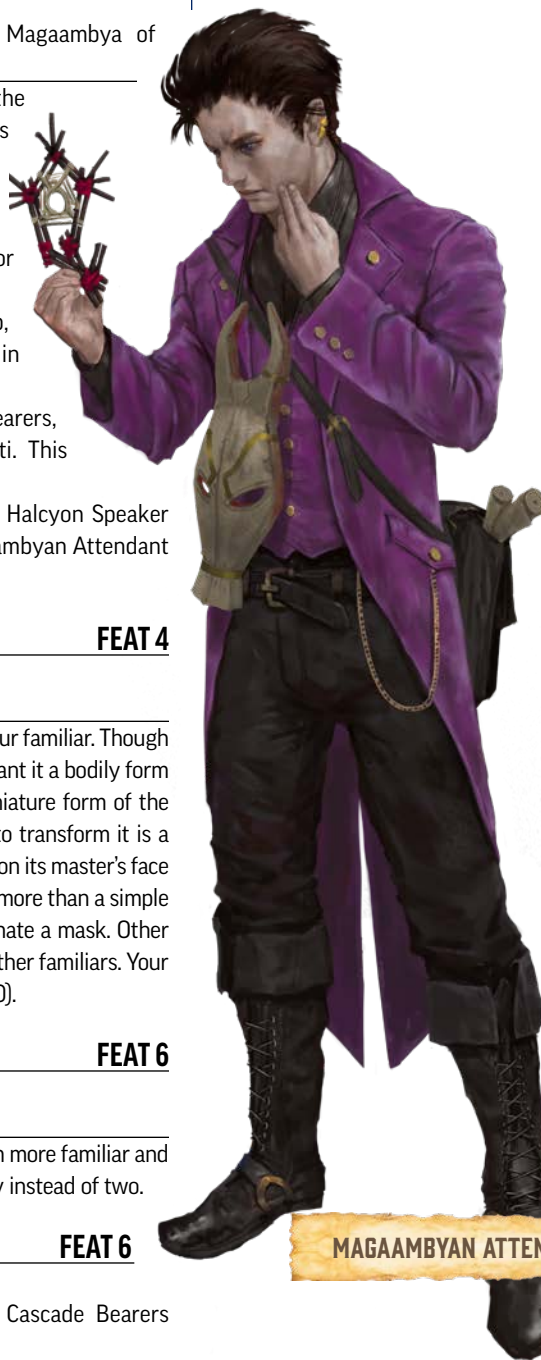 Magaambya of
the
s
or
o,
in
earers,
ti. This
Halcyon Speaker
ambyan Attendant
FEAT 4
ur familiar. Though
ant it a bodily form
niature form of the
to transform it is a
on its master's face
more than a simple
nate a mask. Other
ther familiars. Your
0).
FEAT 6
n more familiar and
y instead of two.
FEAT 6
MAGAAMBYAN ATTEN
Cascade Bearers